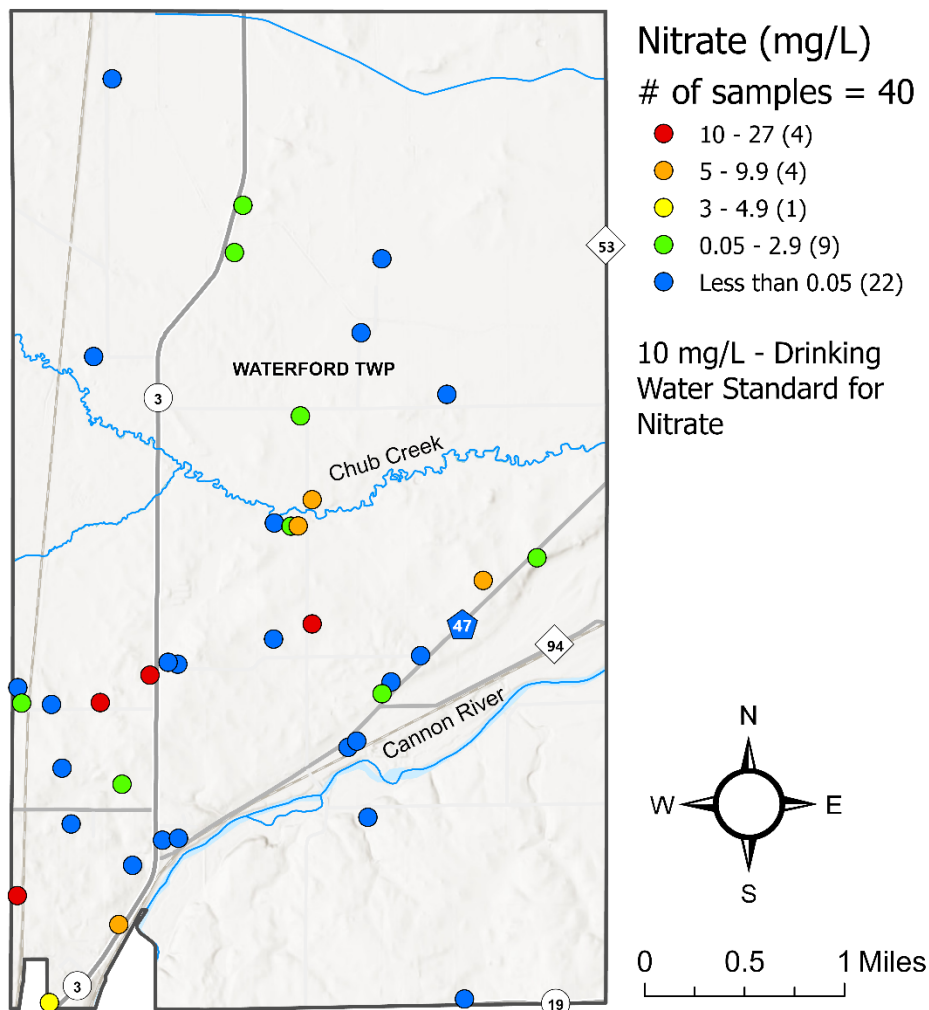 Nitrate (mg/L)
# of samples = 40
10 - 27 (4)
5 - 9.9 (4)
3 - 4.9 (1)
0.05 - 2.9 (9)
Less than 0.05 (22)
10 mg/L - Drinking
Water Standard for
Nitrate
53
WATERFORD TWP
3
Chub Creek
47
94
Cannon River
3
19
N
W
E
S
0
0.5
1 Miles